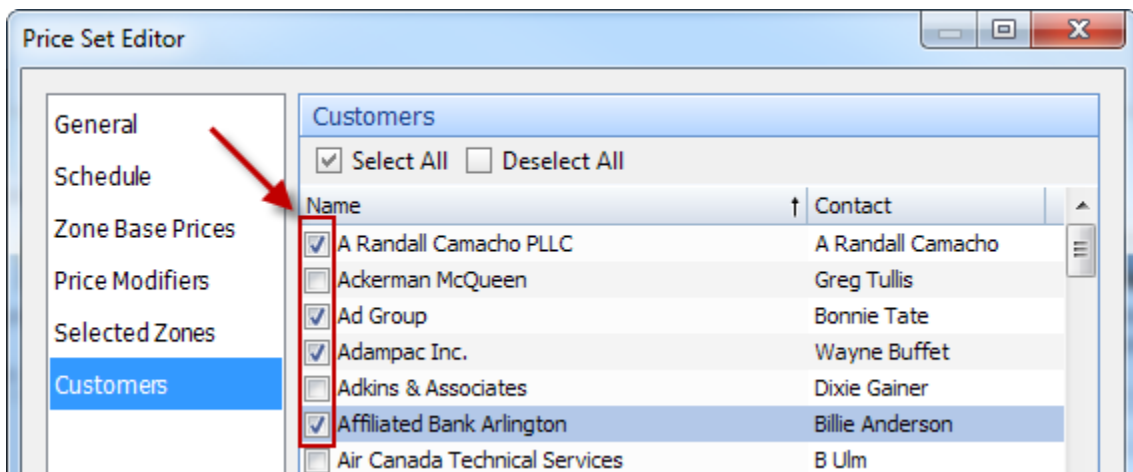 Price Set Editor
General
Schedule
Zone Base Prices
Price Modifiers
Selected Zones
Customers
Customers
Select All Deselect All
Name Contact
A Randall Camacho PLLC A Randall Camacho
Ackerman McQueen Greg Tullis
Ad Group Bonnie Tate
Adampac Inc. Wayne Buffet
Adkins & Associates Dixie Gainer
Affiliated Bank Arlington Billie Anderson
Air Canada Technical Services B Ulm